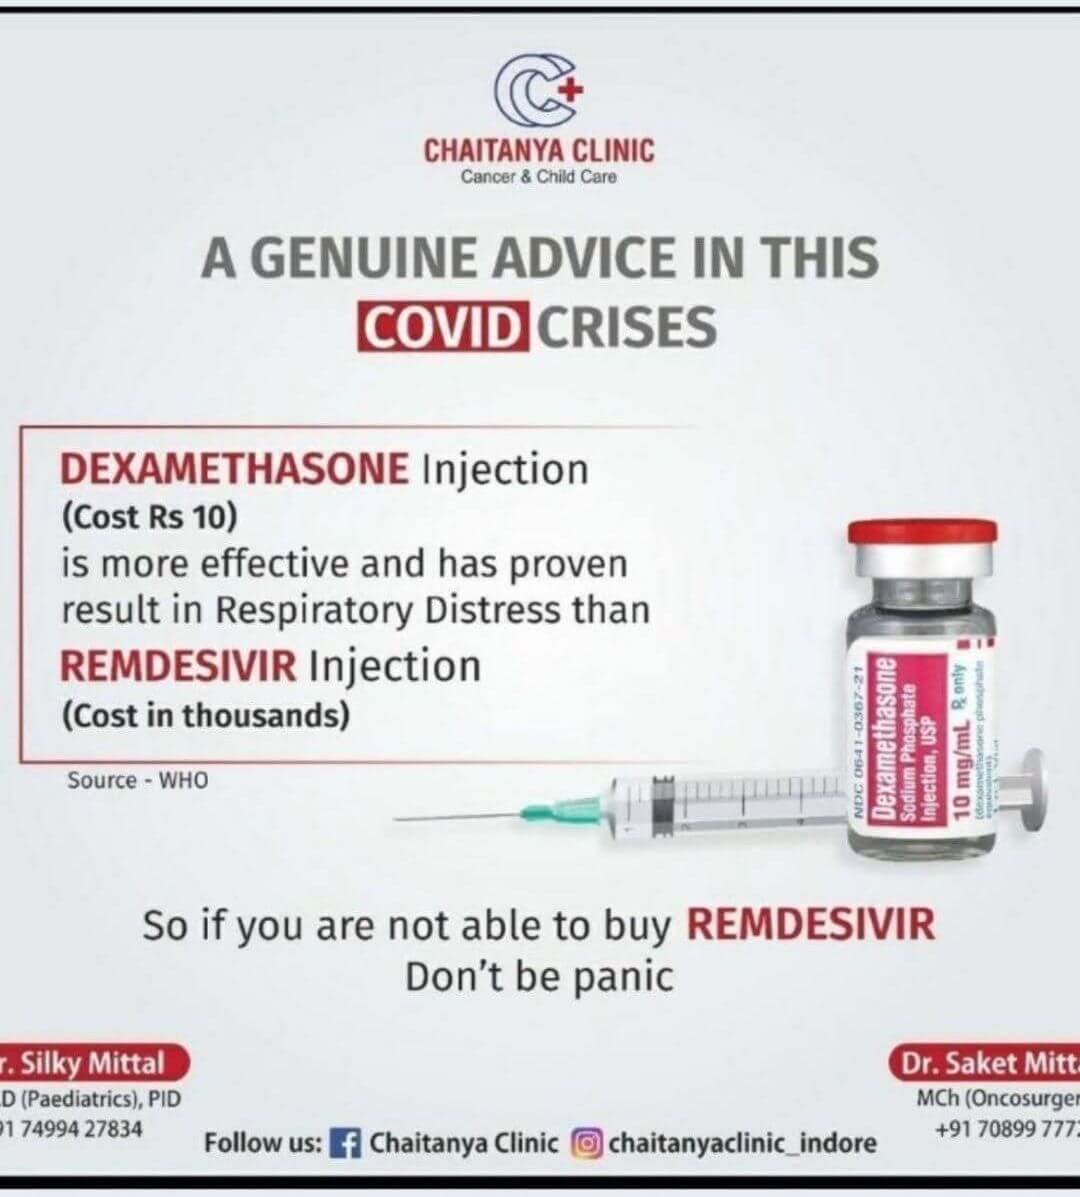 CHAITANYA CLINIC
Cancer & Child Care
A GENUINE ADVICE IN THIS
COVID CRISES
DEXAMETHASONE Injection
(Cost Rs 10)
is more effective and has proven
result in Respiratory Distress than
REMDESIVIR Injection
(Cost in thousands)
Source - WHO
NDC 0641-0367-21
Dexamethasone
Sodium Phosphate
Injection, USP
10 mg/mL Rx only
So if you are not able to buy REMDESIVIR
Don't be panic
r. Silky Mittal
D (Paediatrics), PID
91 74994 27834
Dr. Saket Mitta
MCh (Oncosurger
+91 70899 7772
Follow us: Chaitanya Clinic chaitanyaclinic_indore